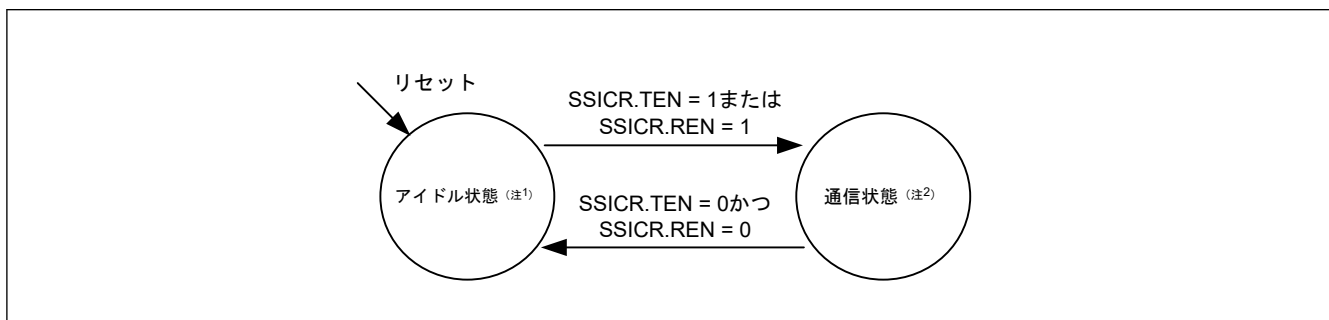 リセット
SSICR.TEN = 1または
SSICR.REN = 1
アイドル状態（注1）
通信状態（注2）
SSICR.TEN = 0かつ
SSICR.REN = 0